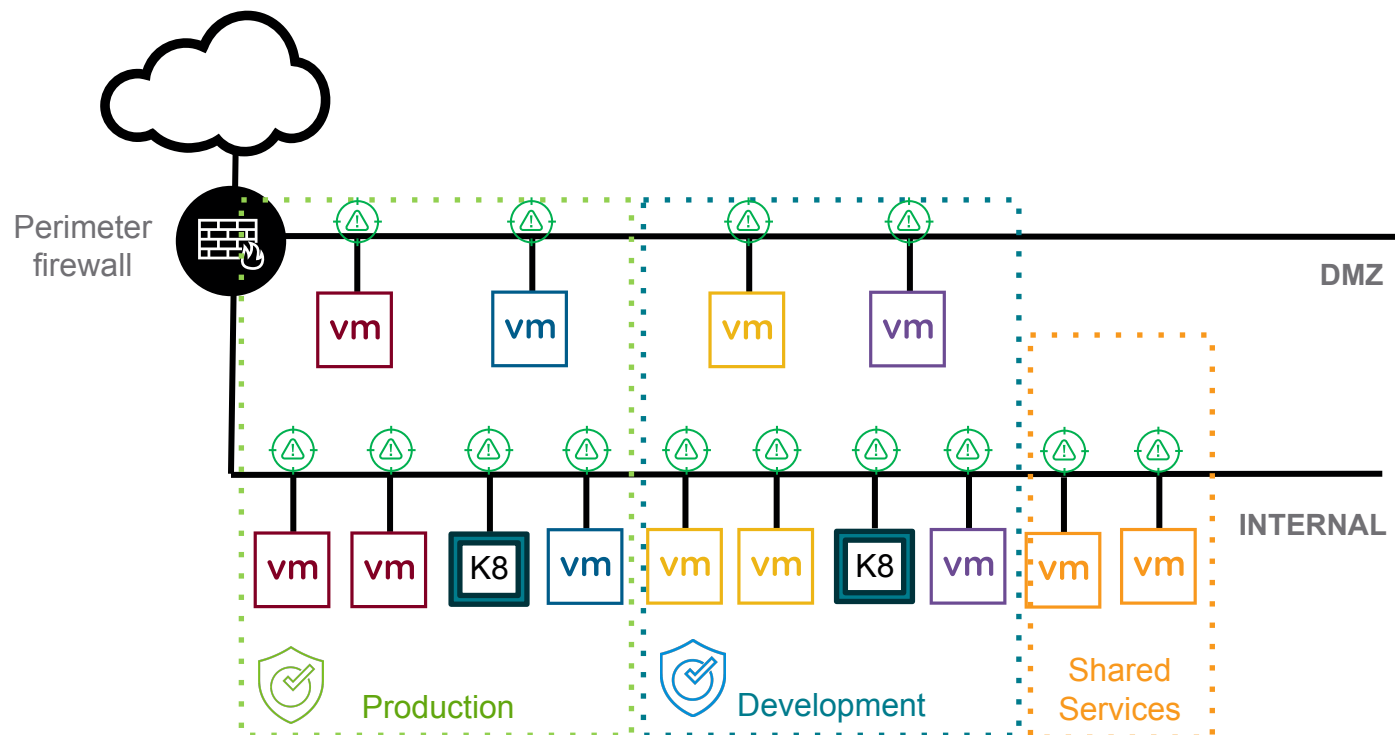 Perimeter
firewall
DMZ
vm
vm
vm
vm
INTERNAL
vm
vm
K8
vm
vm
vm
K8
vm
vm
vm
Production
Development
Shared
Services